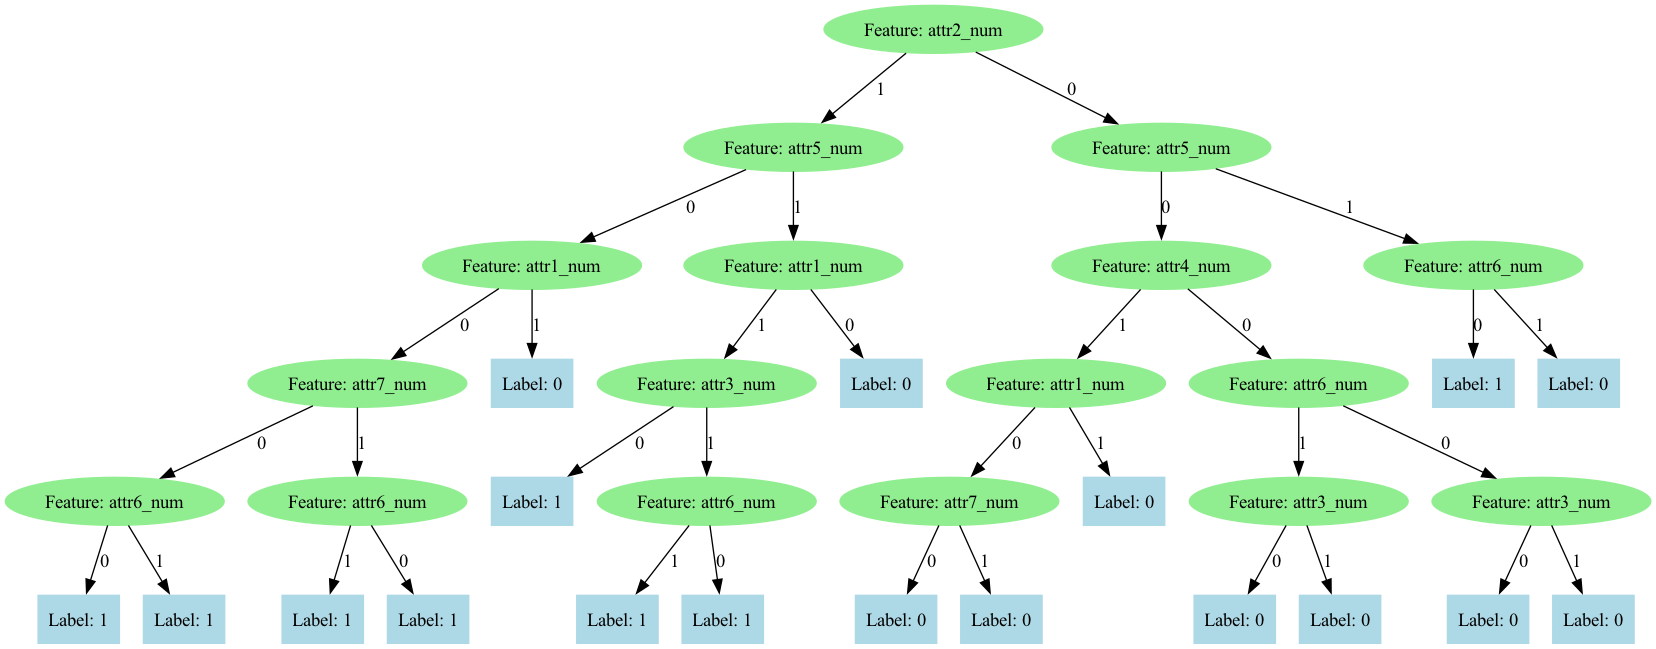 Feature: attr2_num
1
0
Feature: attr5_num
Feature: attr5_num
0
1
0
1
Feature: attr1_num
Feature: attr1_num
Feature: attr4_num
Feature: attr6_num
0
1
1
0
1
0
0
1
Feature: attr7_num
Label: 0
Feature: attr3_num
Label: 0
Feature: attr1_num
Feature: attr6_num
Label: 1
Label: 0
0
1
0
1
0
1
1
0
Feature: attr6_num
Feature: attr6_num
Label: 1
Feature: attr6_num
Feature: attr7_num
Label: 0
Feature: attr3_num
Feature: attr3_num
0
1
1
0
1
0
0
1
0
1
0
1
Label: 1
Label: 1
Label: 1
Label: 1
Label: 1
Label: 1
Label: 0
Label: 0
Label: 0
Label: 0
Label: 0
Label: 0